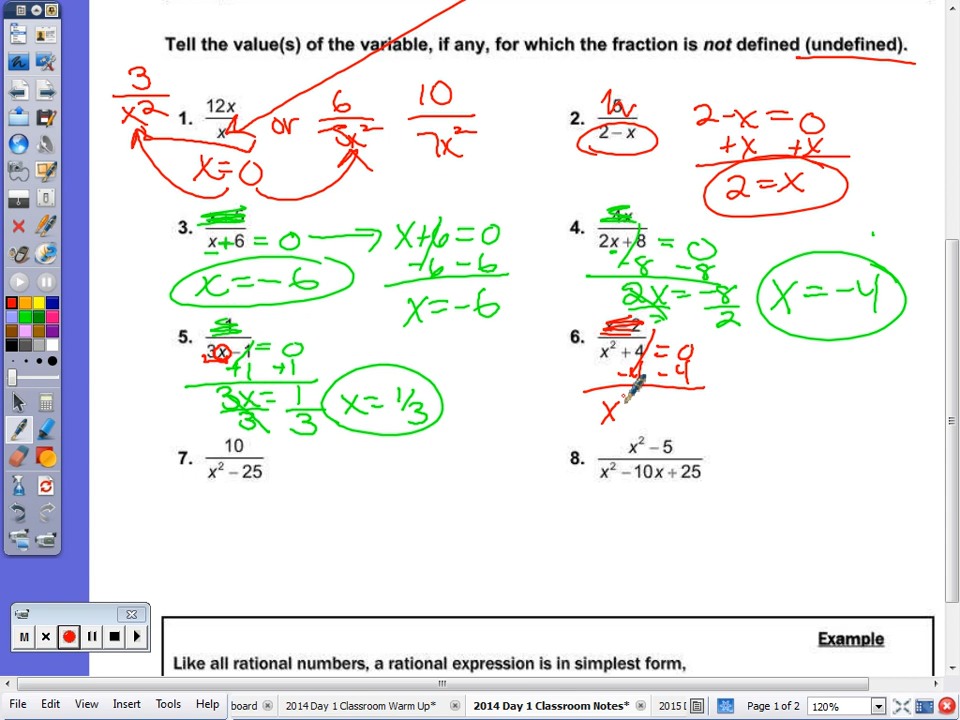 Tell the value(s) of the variable, if any, for which the fraction is not defined (undefined).
3
x²
1. 12x
x
or
6
5x²
10
7x²
x = 0
2.
2 - x
2 - x = 0
+x +x
2 = x
3.
x + 6 = 0
x = -6
x + 6 = 0
-6 -6
x = -6
4. 4x
2x + 8 = 0
-8 -8
2x = -8
2 2
x = -4
5.
3x - 1 = 0
+1 +1
3x = 1
3 3
x = 1/3
6. 2
x² + 4 = 0
-4 -4
x
7. 10
x² - 25
8. x² - 5
x² - 10x + 25
Example
Like all rational numbers, a rational expression is in simplest form,
M
File Edit View Insert Tools Help
board 2014 Day 1 Classroom Warm Up* 2014 Day 1 Classroom Notes* 2015 Page 1 of 2 120%